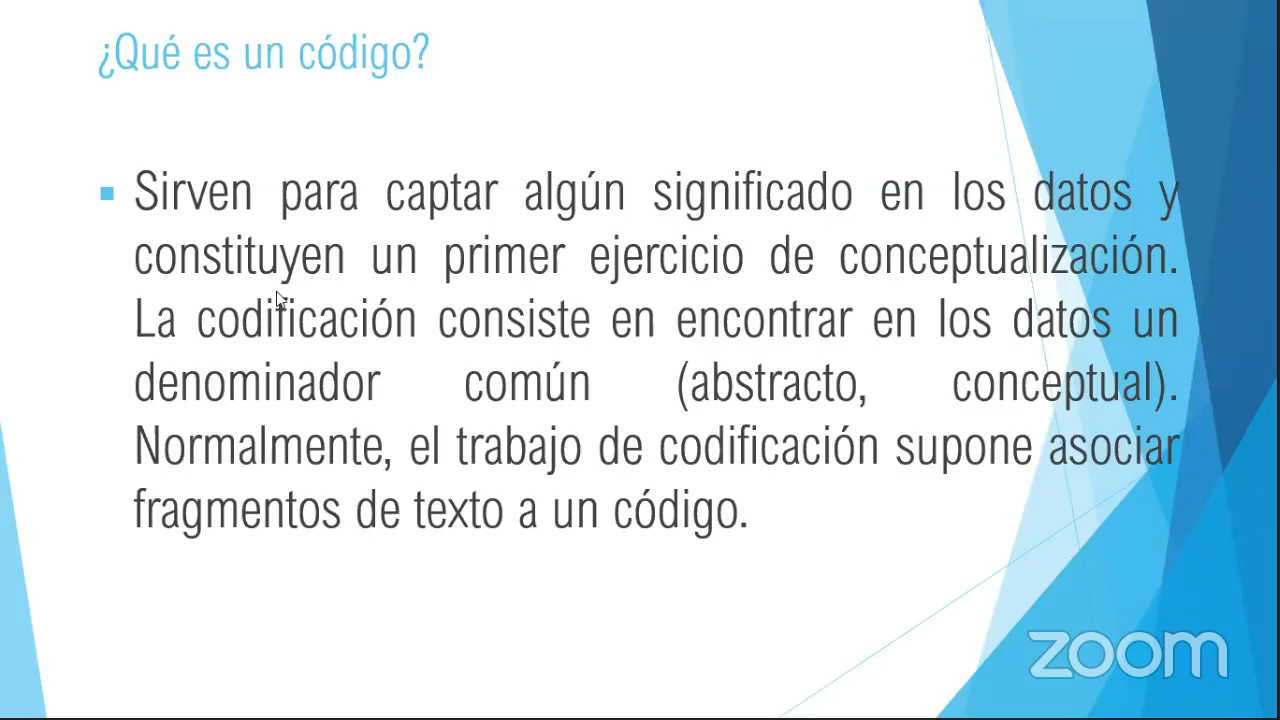 ¿Qué es un código?
Sirven para captar algún significado en los datos y
constituyen un primer ejercicio de conceptualización.
La codificación consiste en encontrar en los datos un
denominador común (abstracto, conceptual).
Normalmente, el trabajo de codificación supone asociar
fragmentos de texto a un código.
zoom